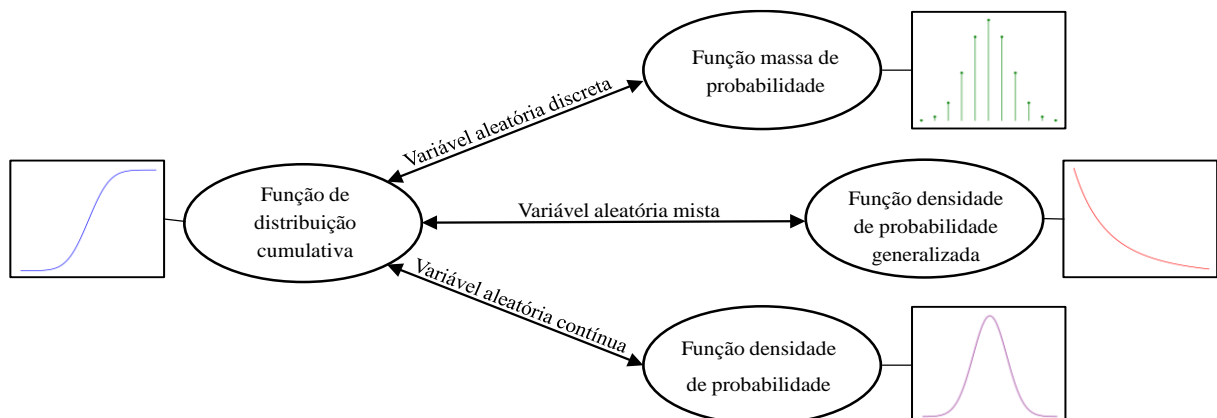 Função massa de
probabilidade
Variável aleatória discreta
Função de
distribuição
cumulativa
Variável aleatória mista
Função densidade
de probabilidade
generalizada
Variável aleatória contínua
Função densidade
de probabilidade